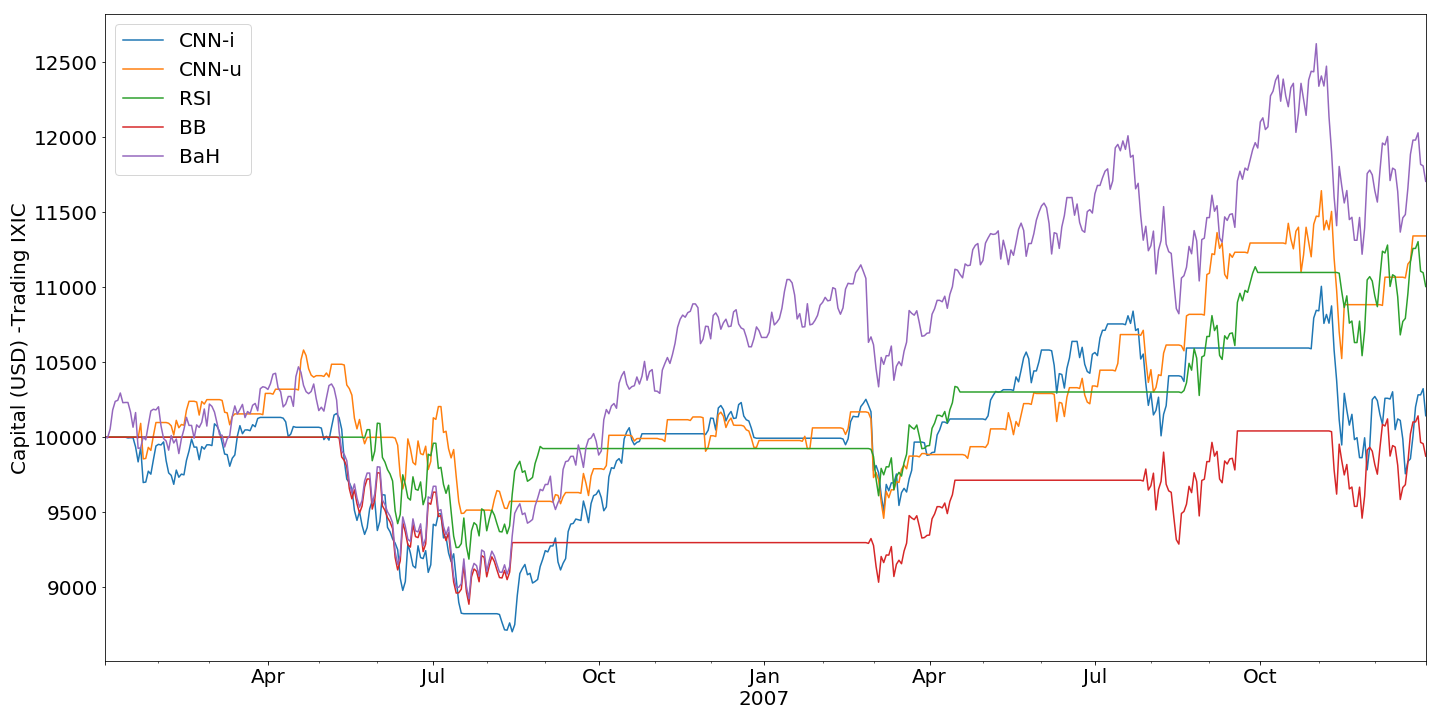 CNN-i
CNN-u
RSI
BB
BaH
Capital (USD) -Trading IXIC
12500
12000
11500
11000
10500
10000
9500
9000
Apr
Jul
Oct
Jan
2007
Apr
Jul
Oct